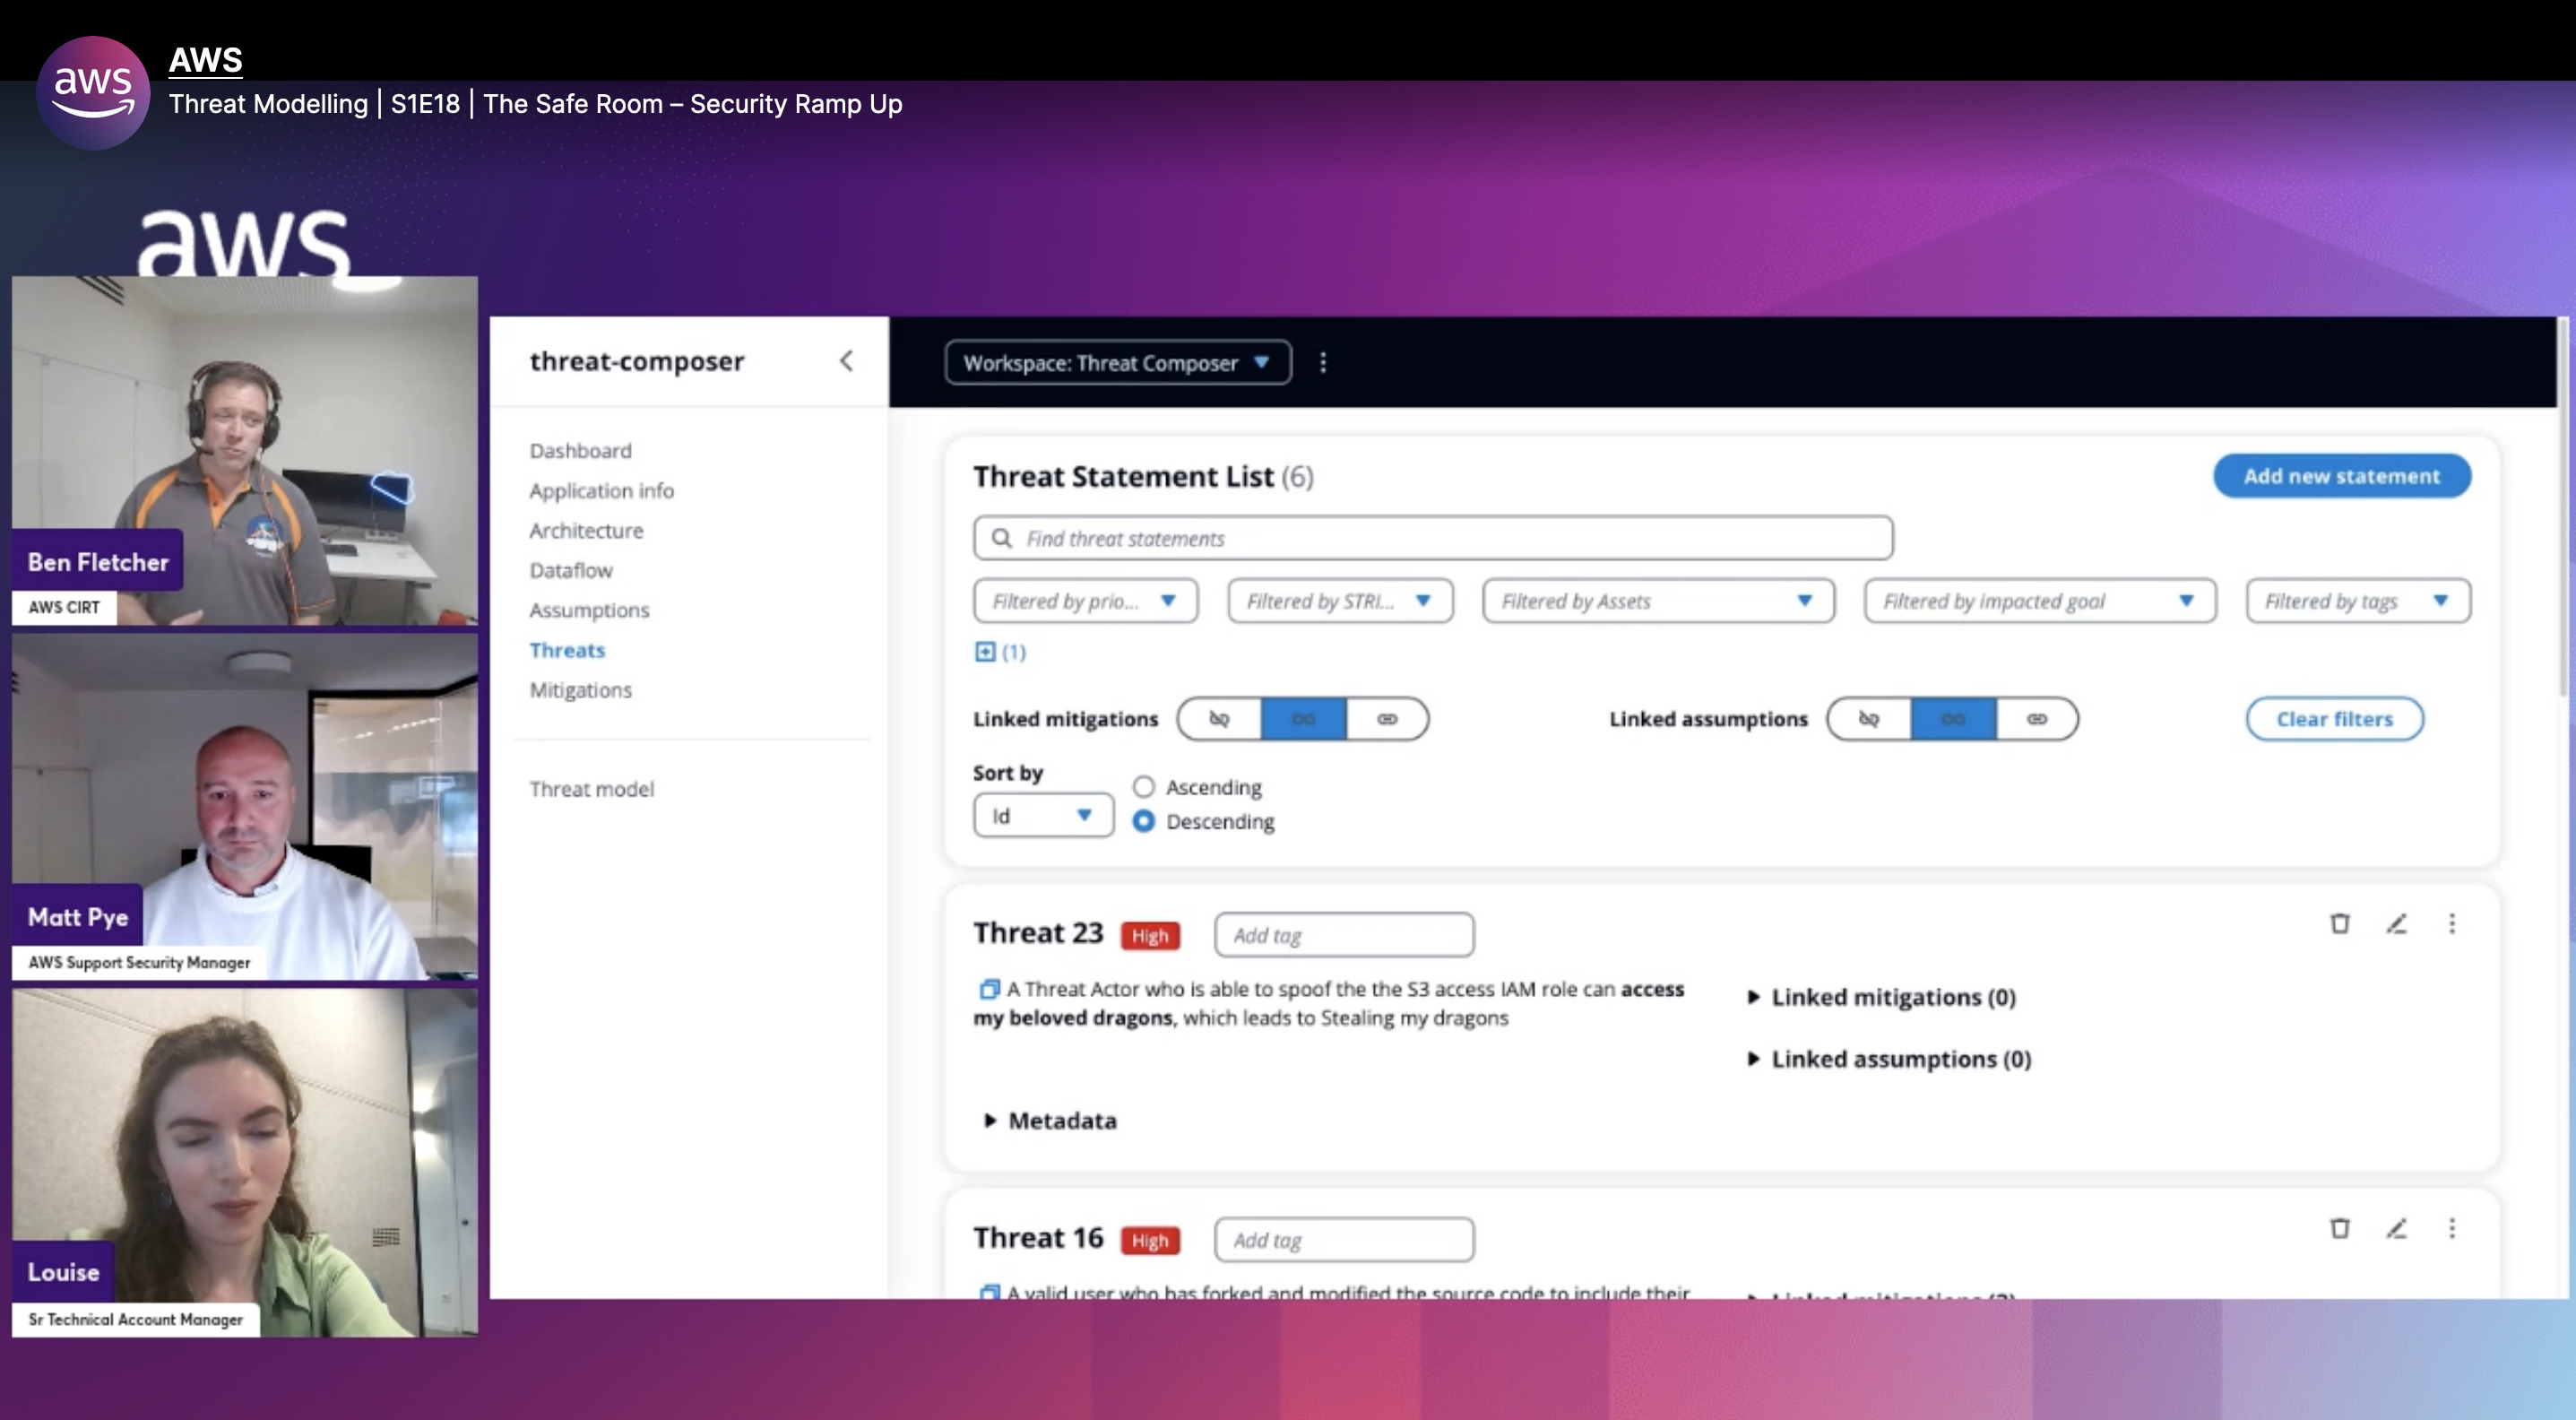 aws
AWS
Threat Modelling | S1E18 | The Safe Room – Security Ramp Up
aws
Ben Fletcher
AWS CIRT
Matt Pye
AWS Support Security Manager
Louise
Sr Technical Account Manager
threat-composer
Dashboard
Application info
Architecture
Dataflow
Assumptions
Threats
Mitigations
Threat model
Workspace: Threat Composer
Threat Statement List (6)
Add new statement
Find threat statements
Filtered by prio...
Filtered by STRI...
Filtered by Assets
Filtered by impacted goal
Filtered by tags
(1)
Linked mitigations
Linked assumptions
Clear filters
Sort by
Id
Ascending
Descending
Threat 23 High Add tag
A Threat Actor who is able to spoof the the S3 access IAM role can access
my beloved dragons, which leads to Stealing my dragons
Linked mitigations (0)
Linked assumptions (0)
Metadata
Threat 16 High Add tag
A valid user who has forked and modified the source code to include their
Linked mitigations